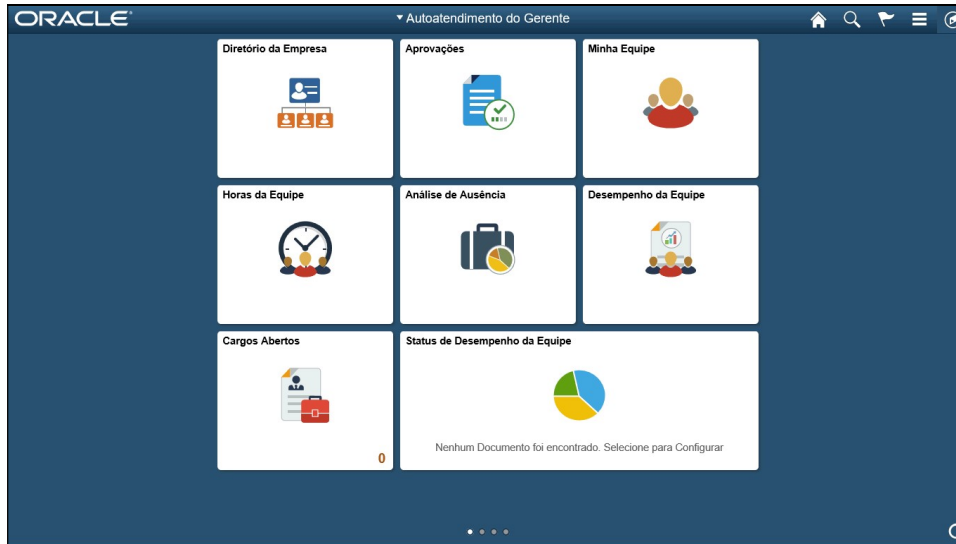 ORACLE
Autoatendimento do Gerente
Diretório da Empresa
Aprovações
Minha Equipe
Horas da Equipe
Análise de Ausência
Desempenho da Equipe
Cargos Abertos
Status de Desempenho da Equipe
Nenhum Documento foi encontrado. Selecione para Configurar
0